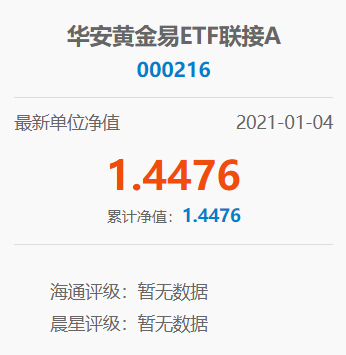 华安黄金易ETF联接A
000216
最新单位净值 2021-01-04
1.4476
累计净值：1.4476
海通评级：暂无数据
晨星评级：暂无数据